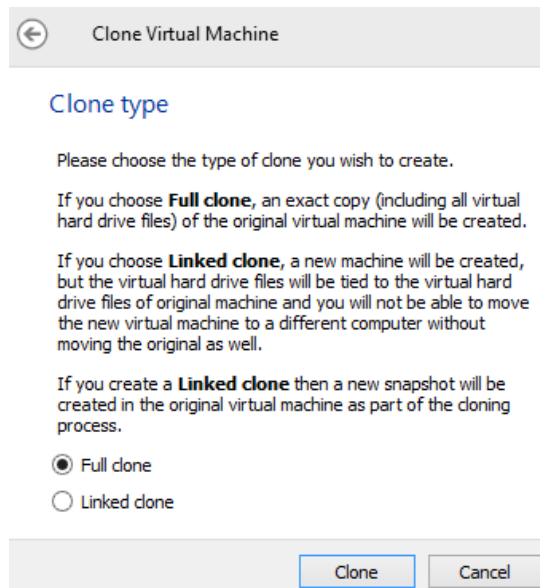 Clone Virtual Machine
Clone type
Please choose the type of clone you wish to create.
If you choose Full clone, an exact copy (including all virtual
hard drive files) of the original virtual machine will be created.
If you choose Linked clone, a new machine will be created,
but the virtual hard drive files will be tied to the virtual hard
drive files of original machine and you will not be able to move
the new virtual machine to a different computer without
moving the original as well.
If you create a Linked clone then a new snapshot will be
created in the original virtual machine as part of the cloning
process.
Full clone
Linked clone
Clone Cancel